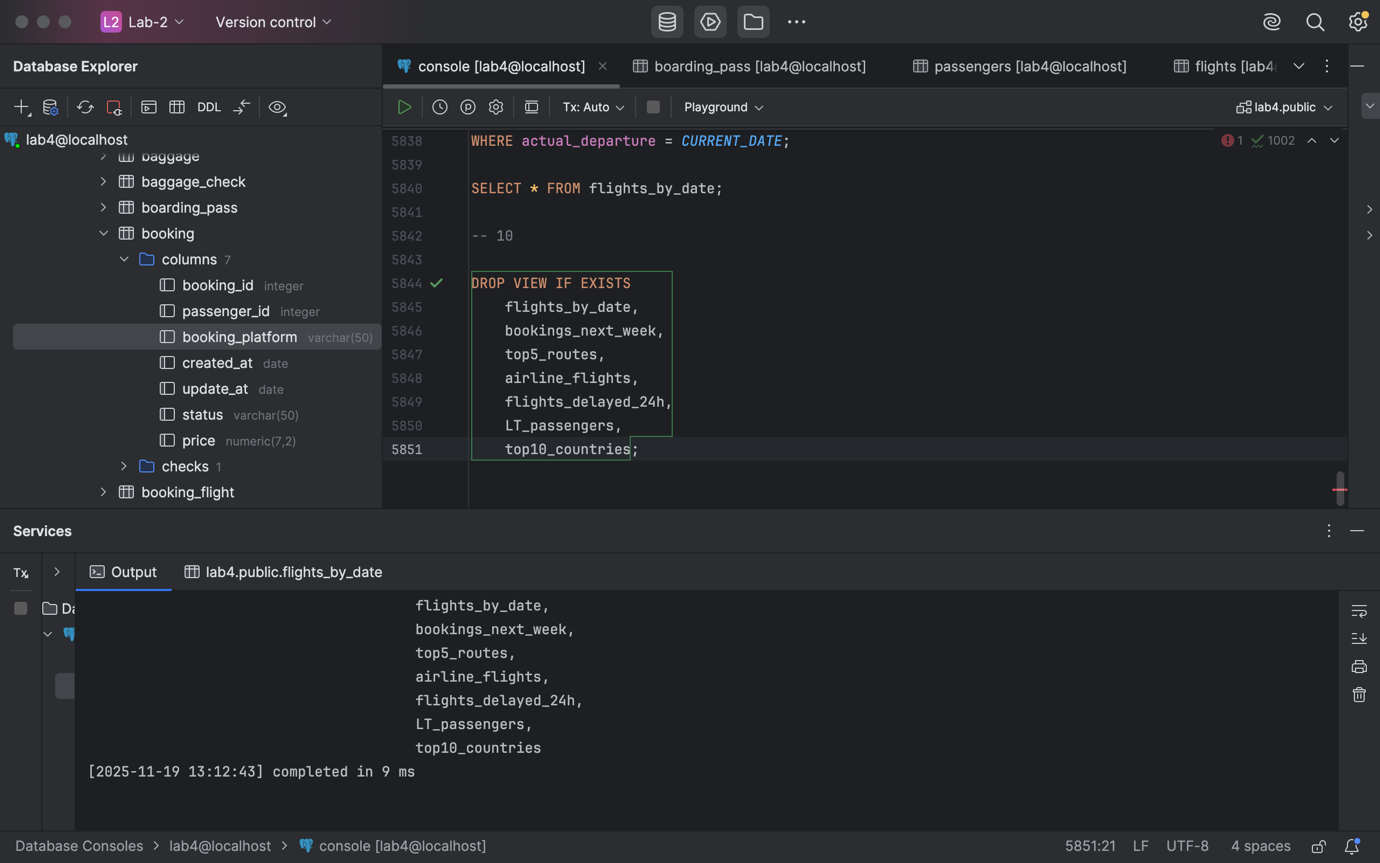 L2 Lab-2 Version control
Database Explorer
console [lab4@localhost] boarding_pass [lab4@localhost] passengers [lab4@localhost] flights [lab4
DDL
Tx: Auto Playground lab4.public
lab4@localhost
baggage
baggage_check
boarding_pass
booking
columns 7
booking_id integer
passenger_id integer
booking_platform varchar(50)
created_at date
update_at date
status varchar(50)
price numeric(7,2)
checks 1
booking_flight
5838 WHERE actual_departure = CURRENT_DATE;
1 1002
5839
5840 SELECT * FROM flights_by_date;
5841
5842 -- 10
5843
5844 DROP VIEW IF EXISTS
5845 flights_by_date,
5846 bookings_next_week,
5847 top5_routes,
5848 airline_flights,
5849 flights_delayed_24h,
5850 LT_passengers,
5851 top10_countries;
Services
Tx Output lab4.public.flights_by_date
Da
flights_by_date,
bookings_next_week,
top5_routes,
airline_flights,
flights_delayed_24h,
LT_passengers,
top10_countries
[2025-11-19 13:12:43] completed in 9 ms
Database Consoles > lab4@localhost > console [lab4@localhost] 5851:21 LF UTF-8 4 spaces